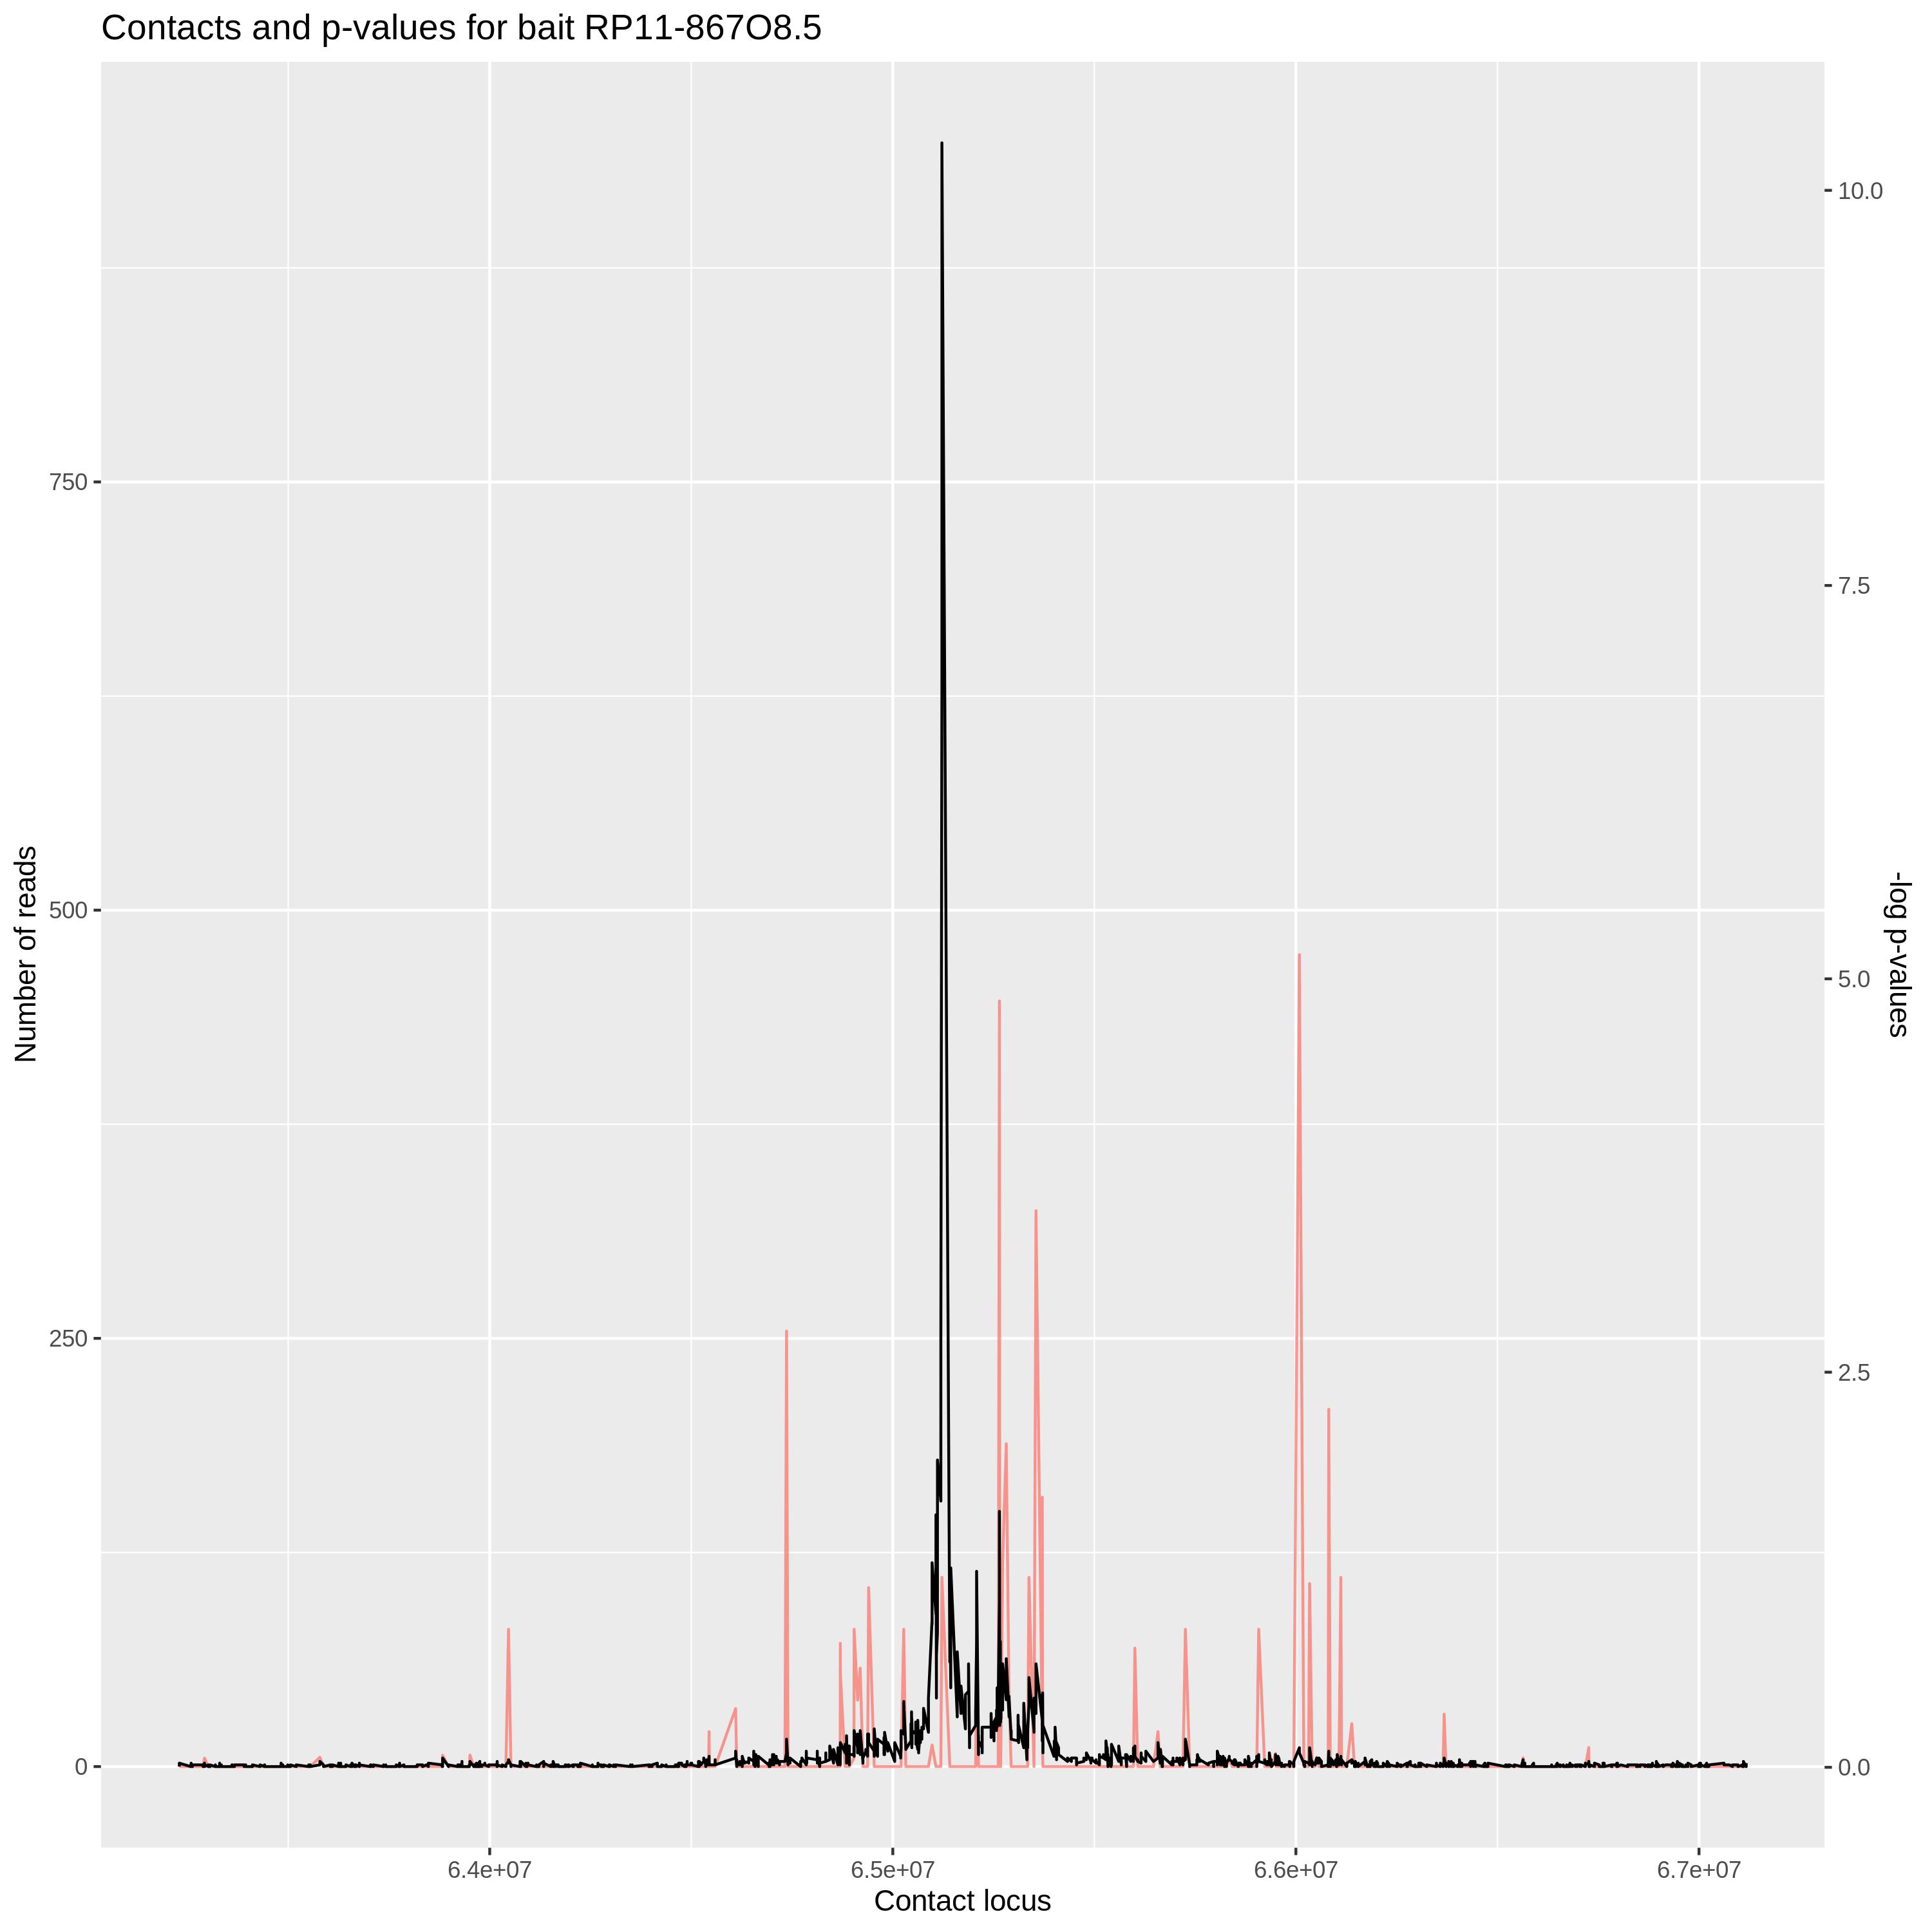 Contacts and p-values for bait RP11-867O8.5
Number of reads
750
500
250
0
10.0
7.5
5.0
2.5
0.0
-log p-values
6.4e+07
6.5e+07
6.6e+07
6.7e+07
Contact locus